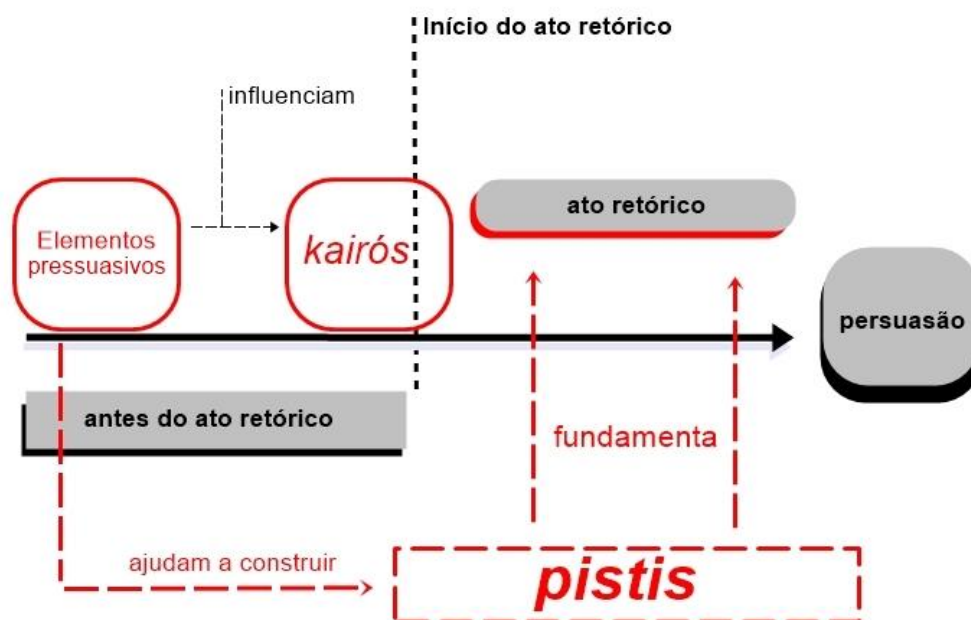 Início do ato retórico
influenciam
Elementos
pressuasivos
kairós
ato retórico
persuasão
antes do ato retórico
fundamenta
ajudam a construir
pistis